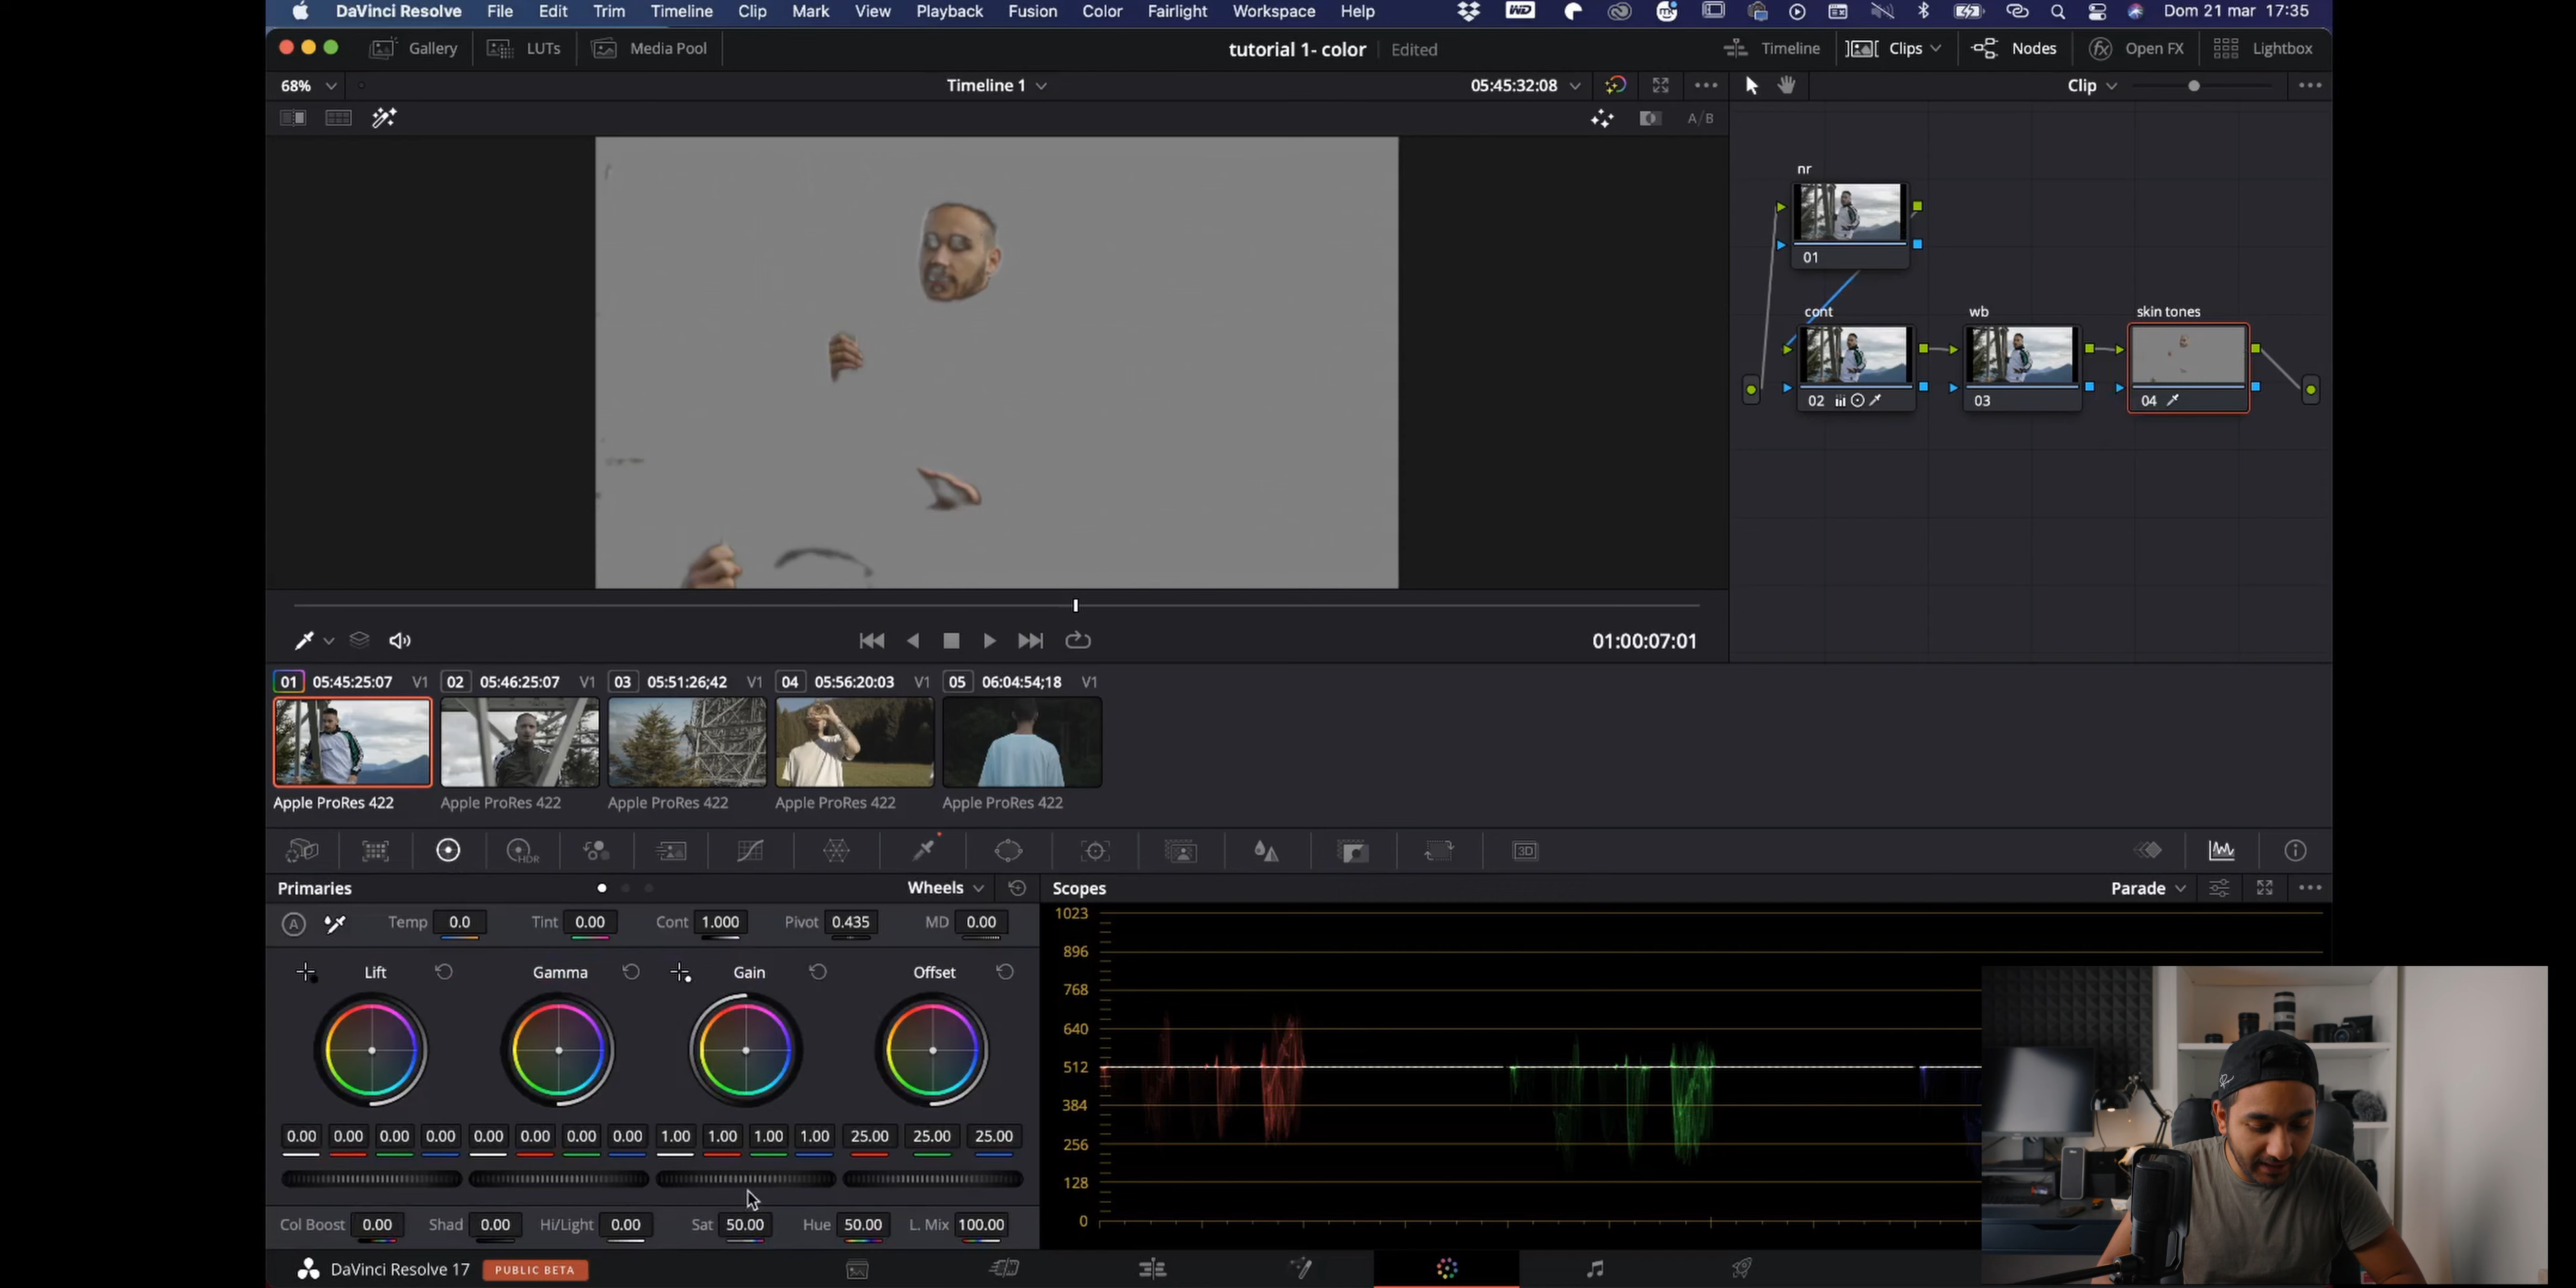 DaVinci Resolve File Edit Trim Timeline Clip Mark View Playback Fusion Color Fairlight Workspace Help Dom 21 mar 17:35
Gallery LUTs Media Pool tutorial 1- color Edited Timeline Clips Nodes Open FX Lightbox
68% Timeline 1 05:45:32:08 Clip
A/B
nr
01
cont wb skin tones
02 03 04
01:00:07:01
01 05:45:25:07 V1 02 05:46:25:07 V1 03 05:51:26;42 V1 04 05:56:20:03 V1 05 06:04:54;18 V1
Apple ProRes 422 Apple ProRes 422 Apple ProRes 422 Apple ProRes 422 Apple ProRes 422
HDR 3D
Primaries Wheels Scopes Parade
A Temp 0.0 Tint 0.00 Cont 1.000 Pivot 0.435 MD 0.00
Lift Gamma Gain Offset
0.00 0.00 0.00 0.00 0.00 0.00 0.00 0.00 1.00 1.00 1.00 1.00 25.00 25.00 25.00
Col Boost 0.00 Shad 0.00 Hi/Light 0.00 Sat 50.00 Hue 50.00 L. Mix 100.00
1023
896
768
640
512
384
256
128
0
DaVinci Resolve 17 PUBLIC BETA